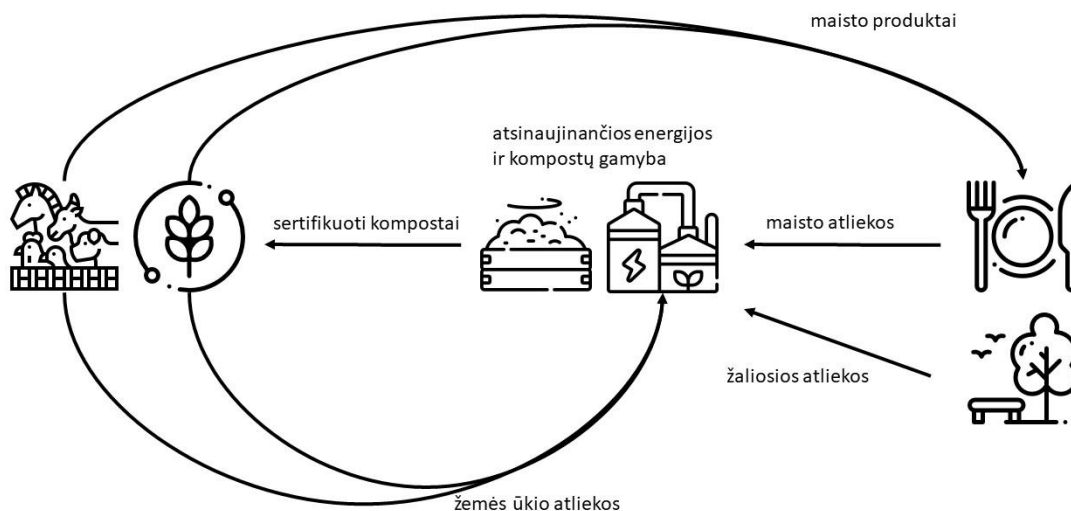 maisto produktai
atsinaujinančios energijos
ir kompostų gamyba
sertifikuoti kompostai
maisto atliekos
žaliosios atliekos
žemės ūkio atliekos